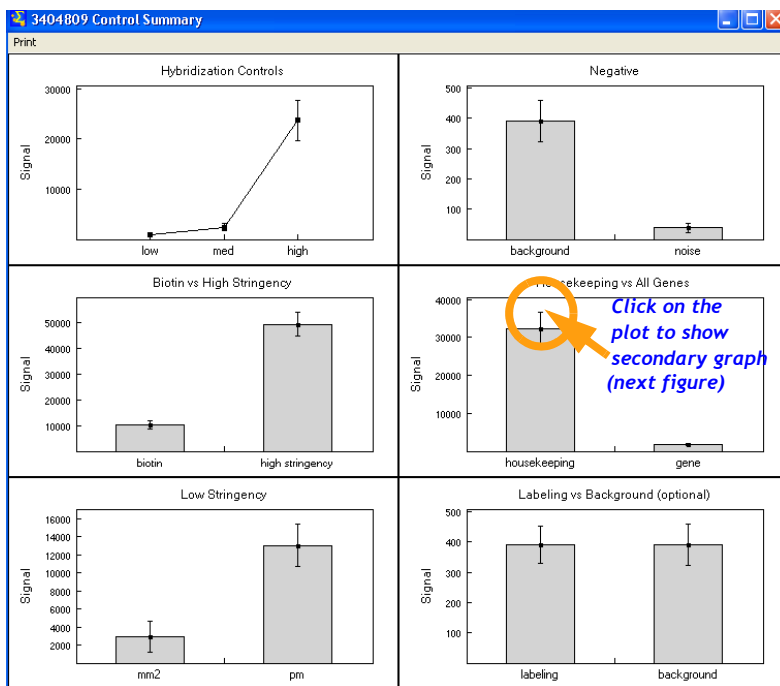 3404809 Control Summary
Print
Hybridization Controls
30000
20000
10000
Signal
low med high
Negative
500
400
300
200
100
Signal
background noise
Biotin vs High Stringency
50000
40000
30000
20000
10000
Signal
biotin high stringency
Housekeeping vs All Genes
40000
30000
20000
10000
Signal
Click on the
plot to show
secondary graph
(next figure)
housekeeping gene
Low Stringency
16000
14000
12000
10000
8000
6000
4000
2000
Signal
mm2 pm
Labeling vs Background (optional)
500
400
300
200
100
Signal
labeling background